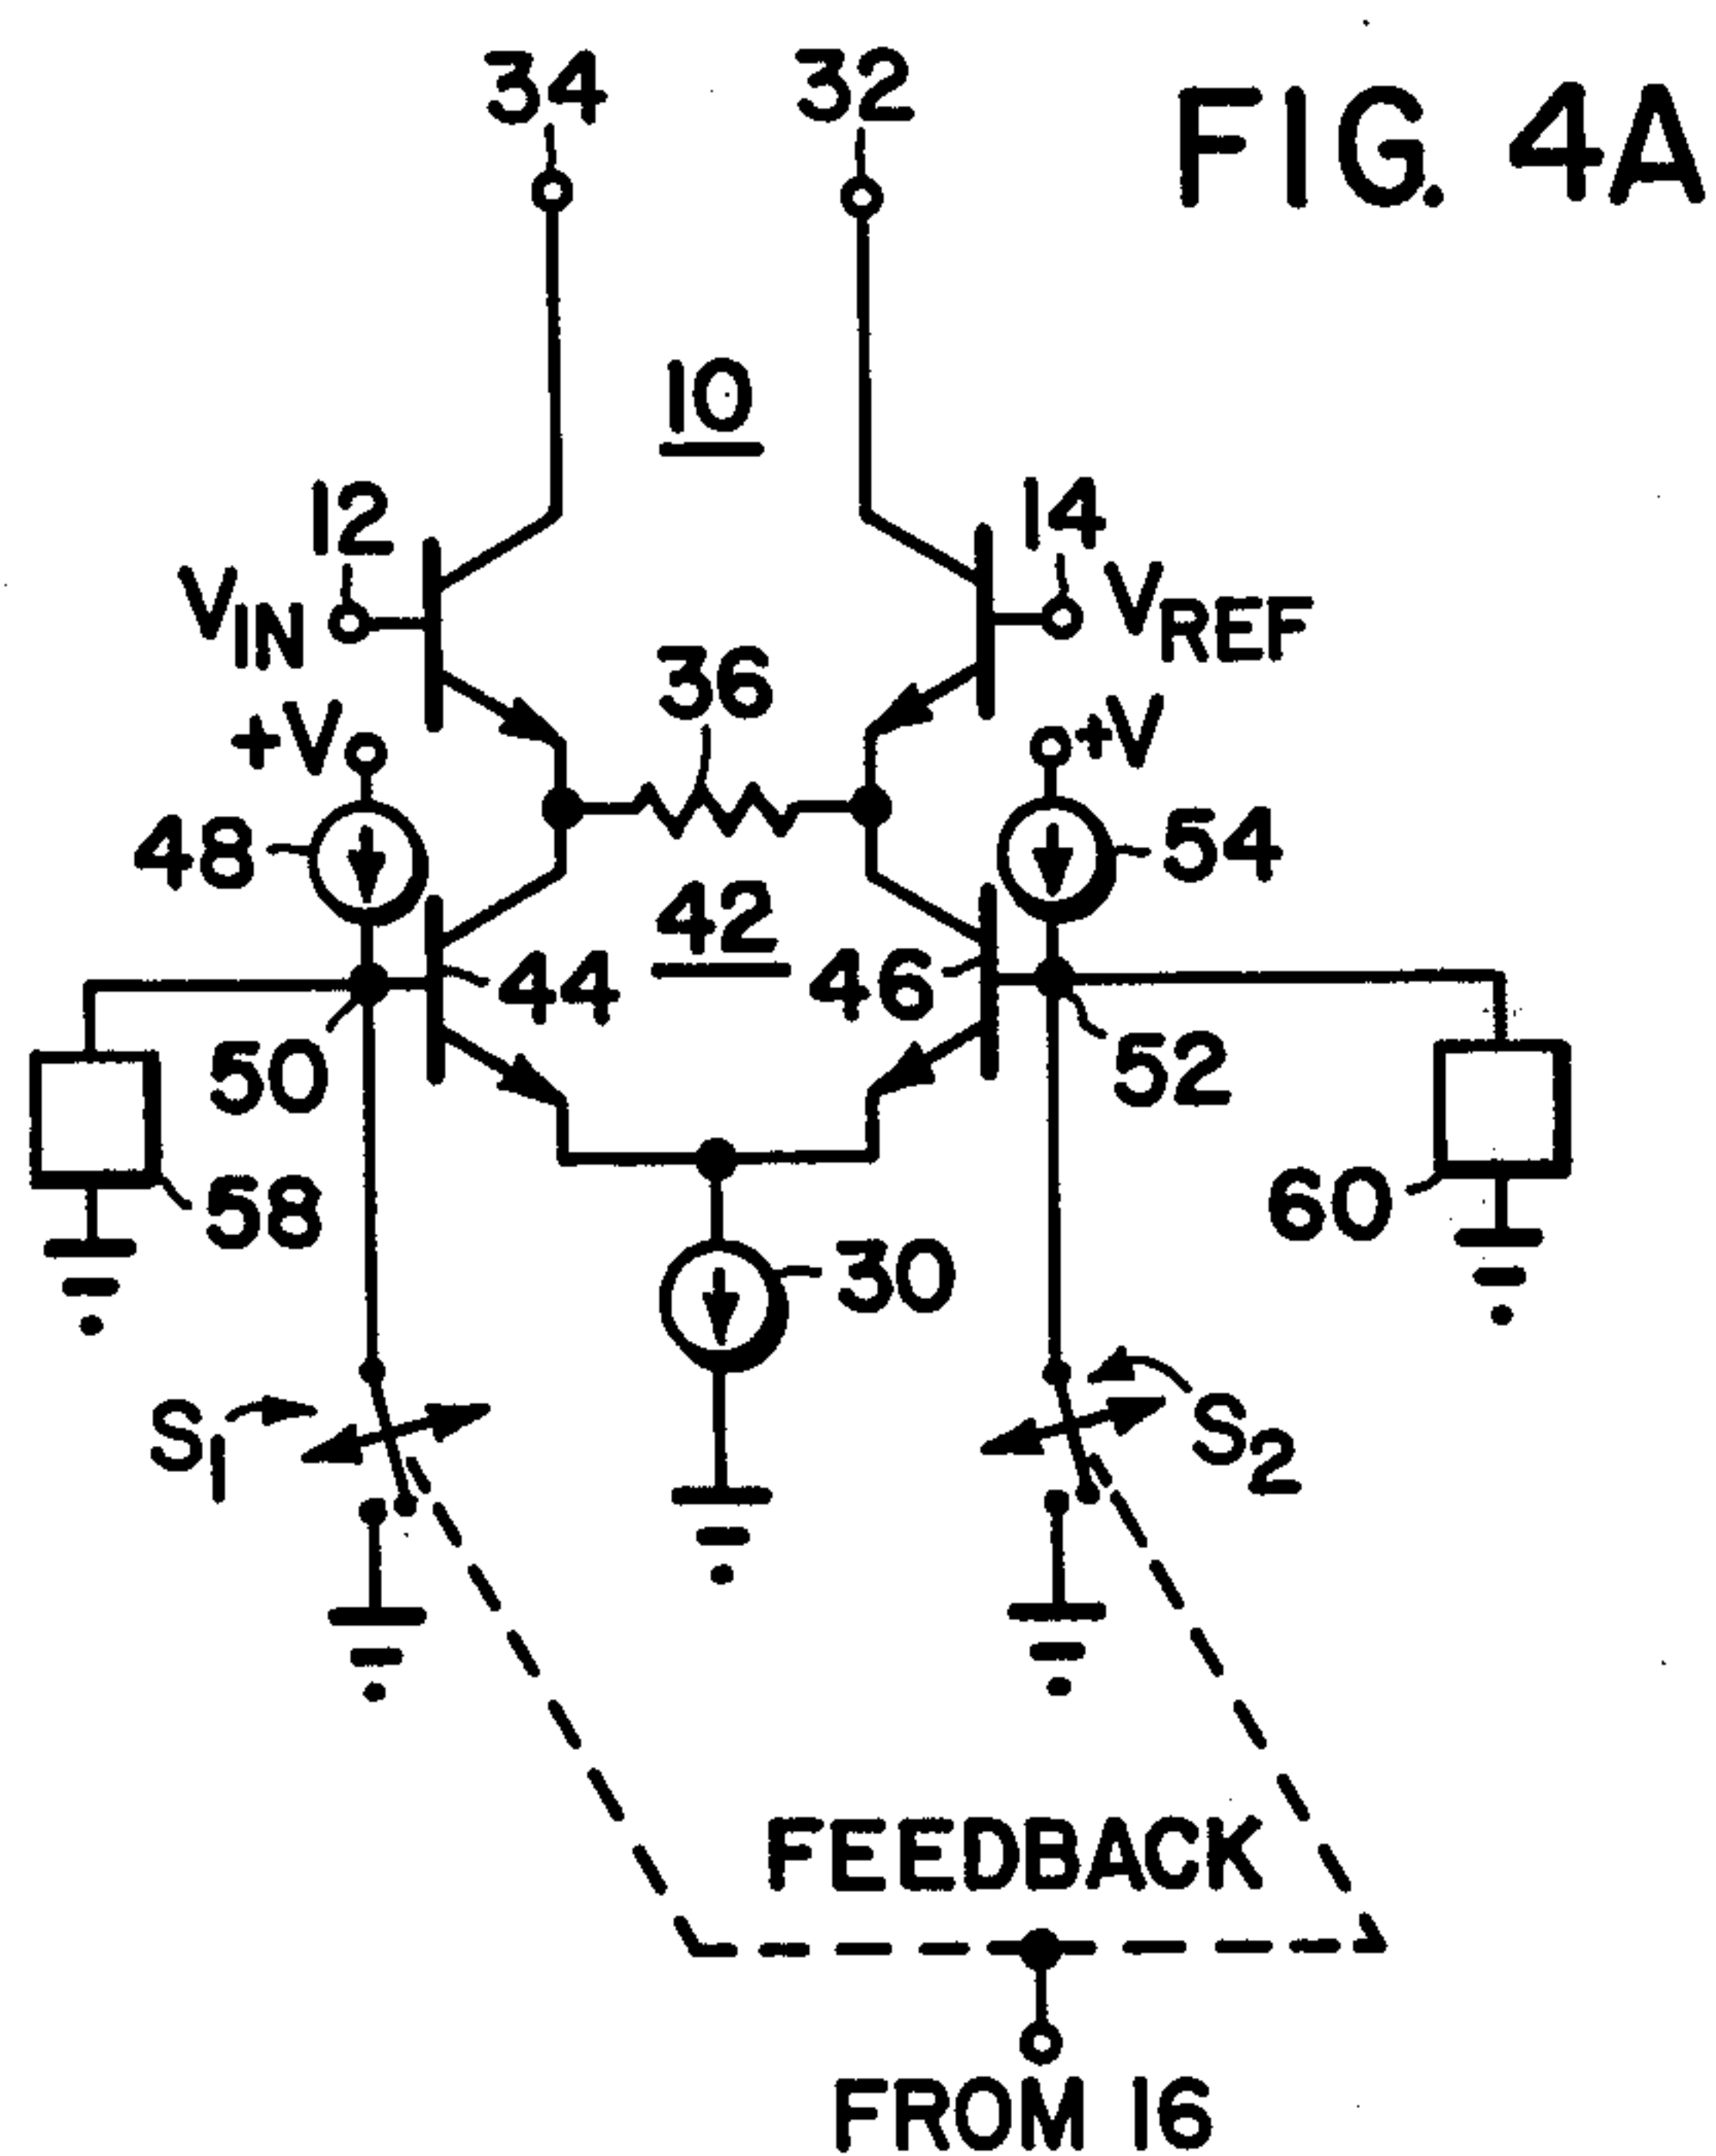 34 32
FIG. 4A
10
12 14
VIN VREF
36
+V +V
48 54
42
44 46
50 52
58 60
30
S1 S2
FEEDBACK
FROM 16